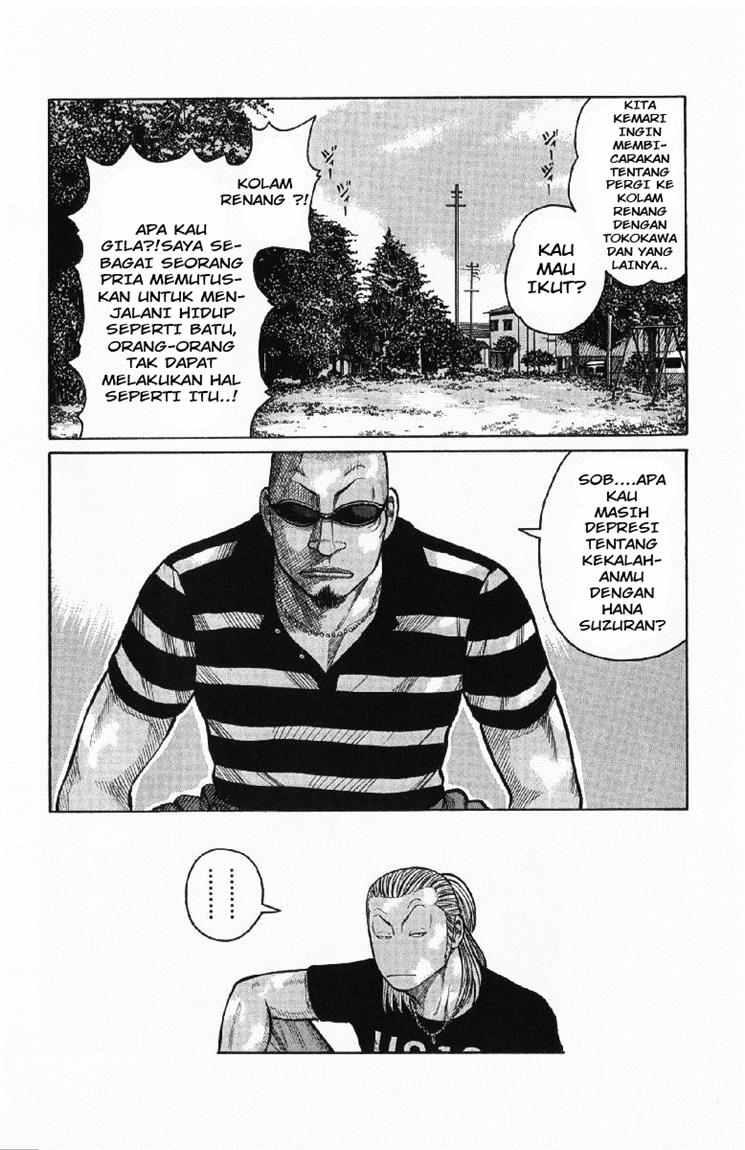 KITA
KEMARI
INGIN
MEMBI-
CARAKAN
TENTANG
PERGI KE
KOLAM
RENANG
DENGAN
TOKOKAWA
DAN YANG
LAINYA..
KAU
MAU
IKUT?
KOLAM
RENANG ?!
APA KAU
GILA?!SAYA SE-
BAGAI SEORANG
PRIA MEMUTUS-
KAN UNTUK MEN-
JALANI HIDUP
SEPERTI BATU,
ORANG-ORANG
TAK DAPAT
MELAKUKAN HAL
SEPERTI ITU..!
SOB....APA
KAU
MASIH
DEPRESI
TENTANG
KEKALAH-
ANMU
DENGAN
HANA
SUZURAN?